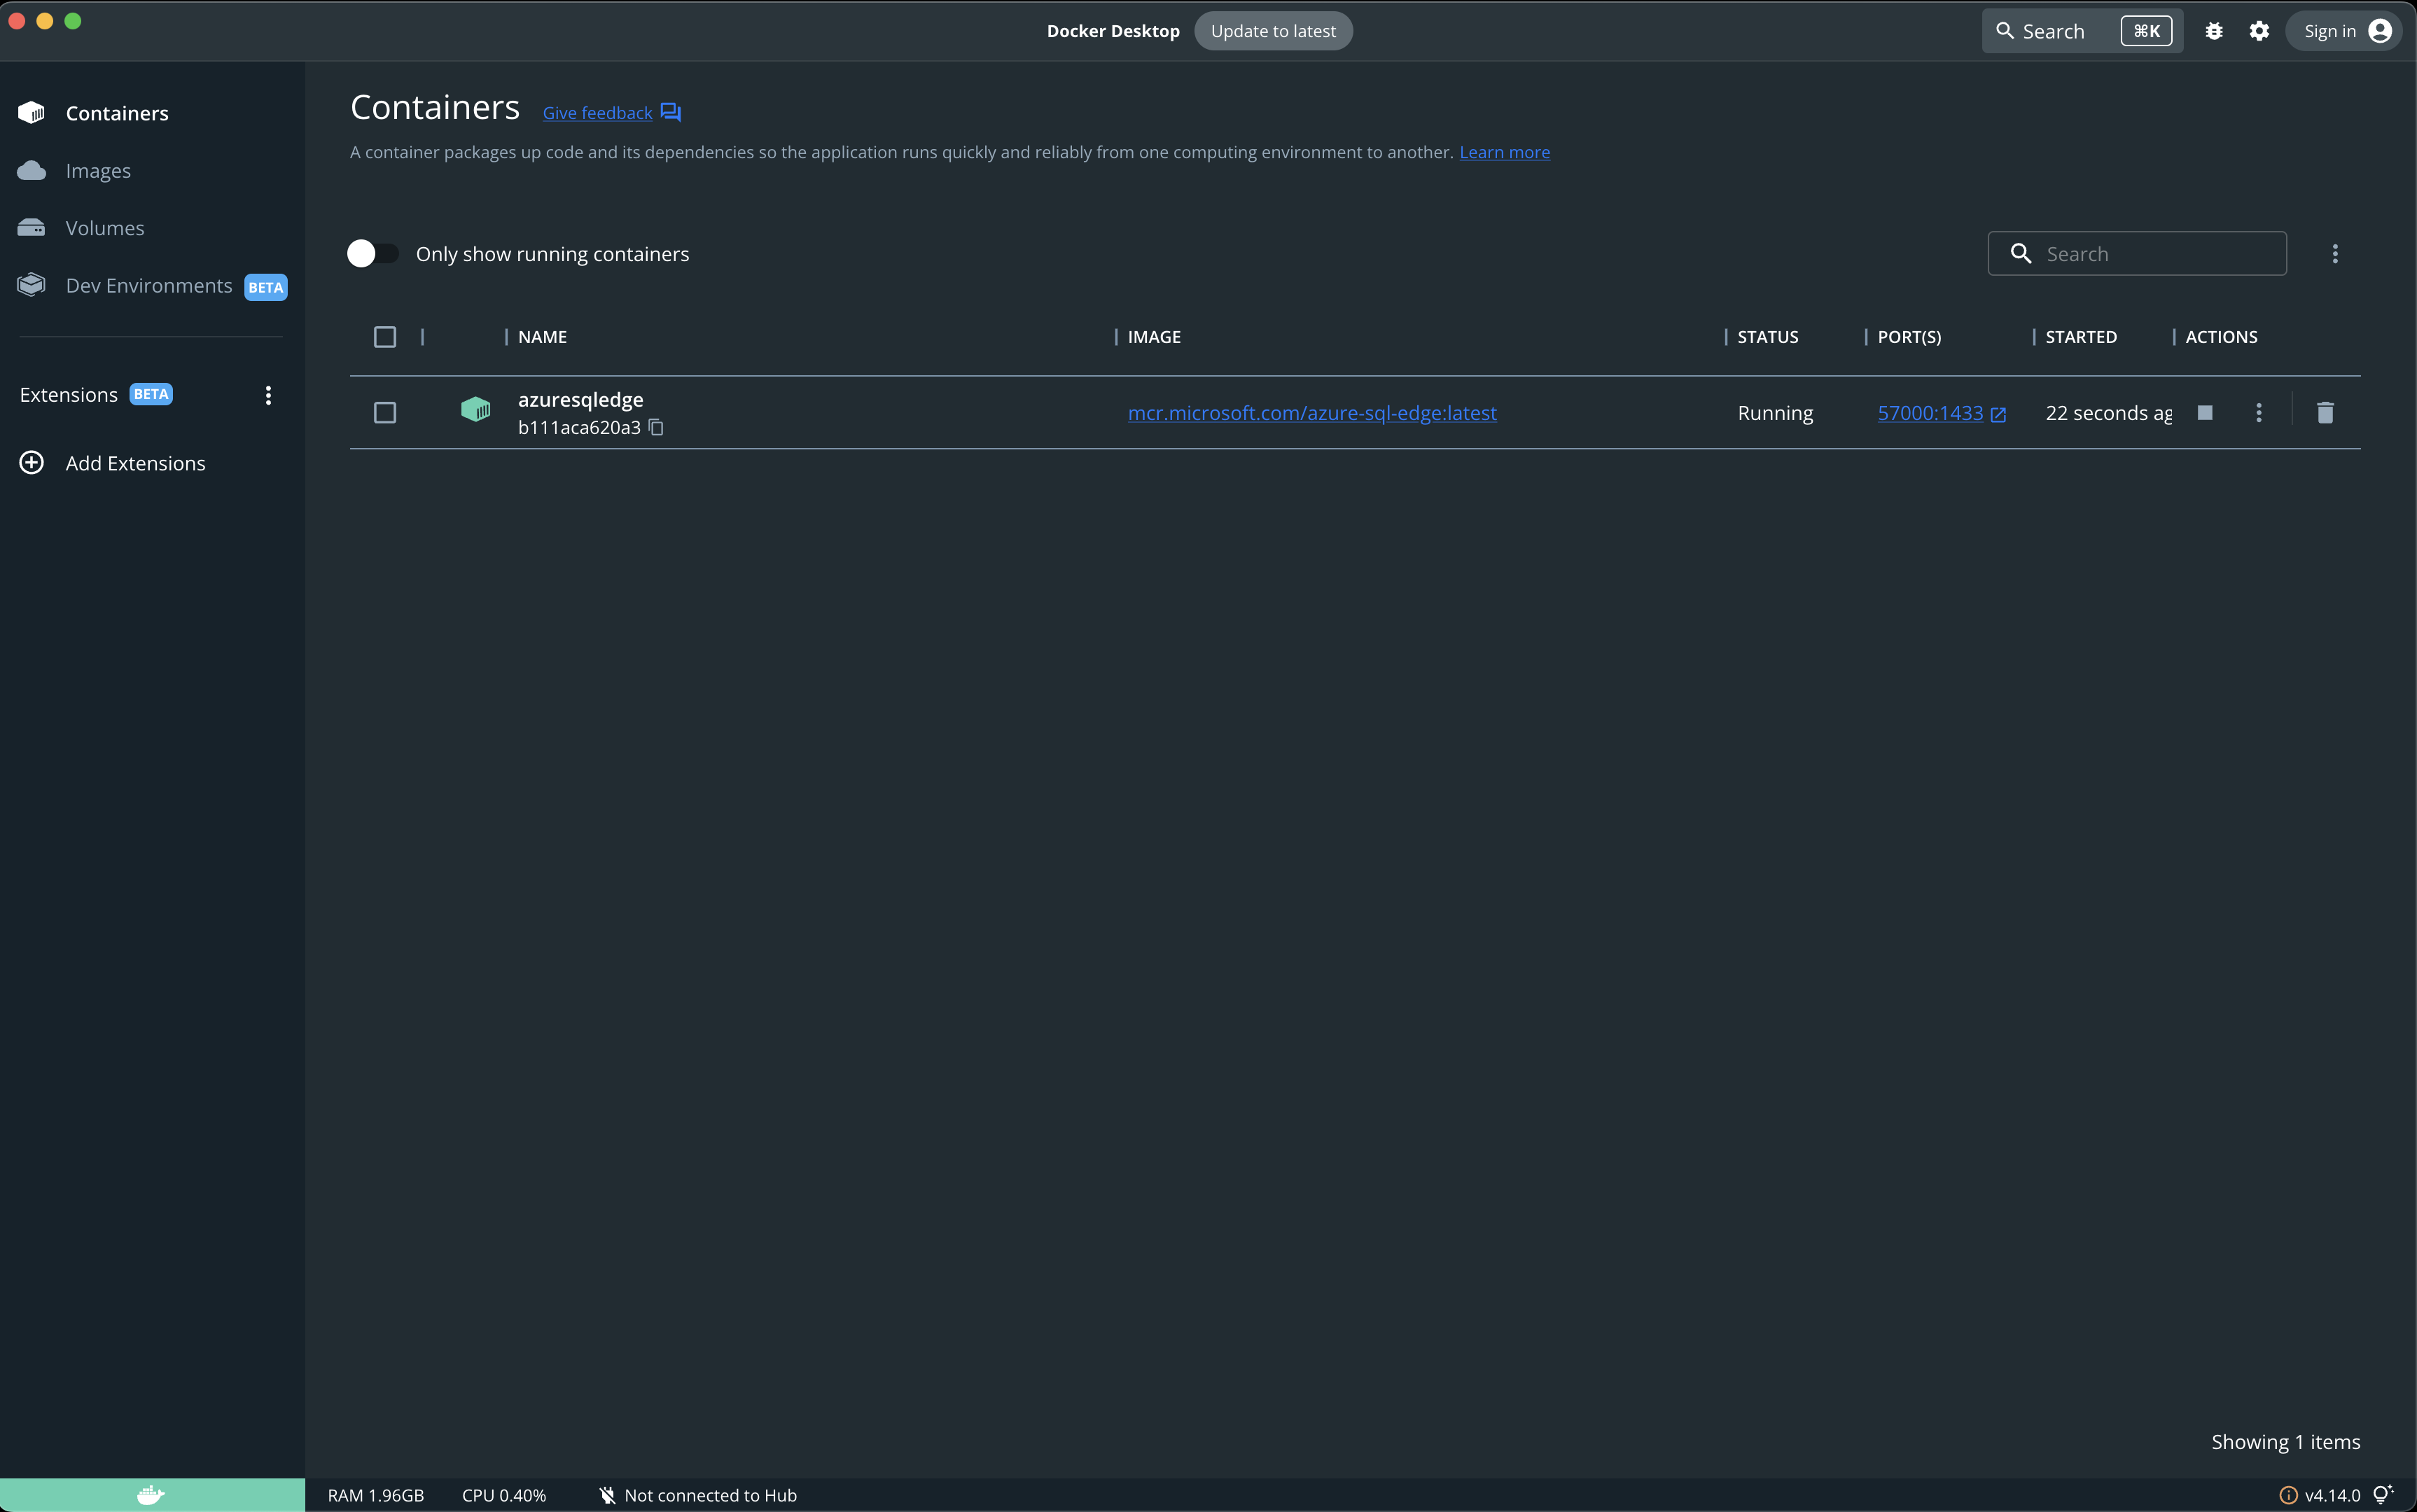 Docker Desktop
Update to latest
Search
⌘K
Sign in
Containers
Images
Volumes
Dev Environments BETA
Extensions BETA
Add Extensions
Containers
Give feedback
A container packages up code and its dependencies so the application runs quickly and reliably from one computing environment to another. Learn more
Only show running containers
Search
NAME IMAGE STATUS PORT(S) STARTED ACTIONS
azuresqledge
b111aca620a3
mcr.microsoft.com/azure-sql-edge:latest
Running
57000:1433
22 seconds ag
Showing 1 items
RAM 1.96GB CPU 0.40% Not connected to Hub
v4.14.0